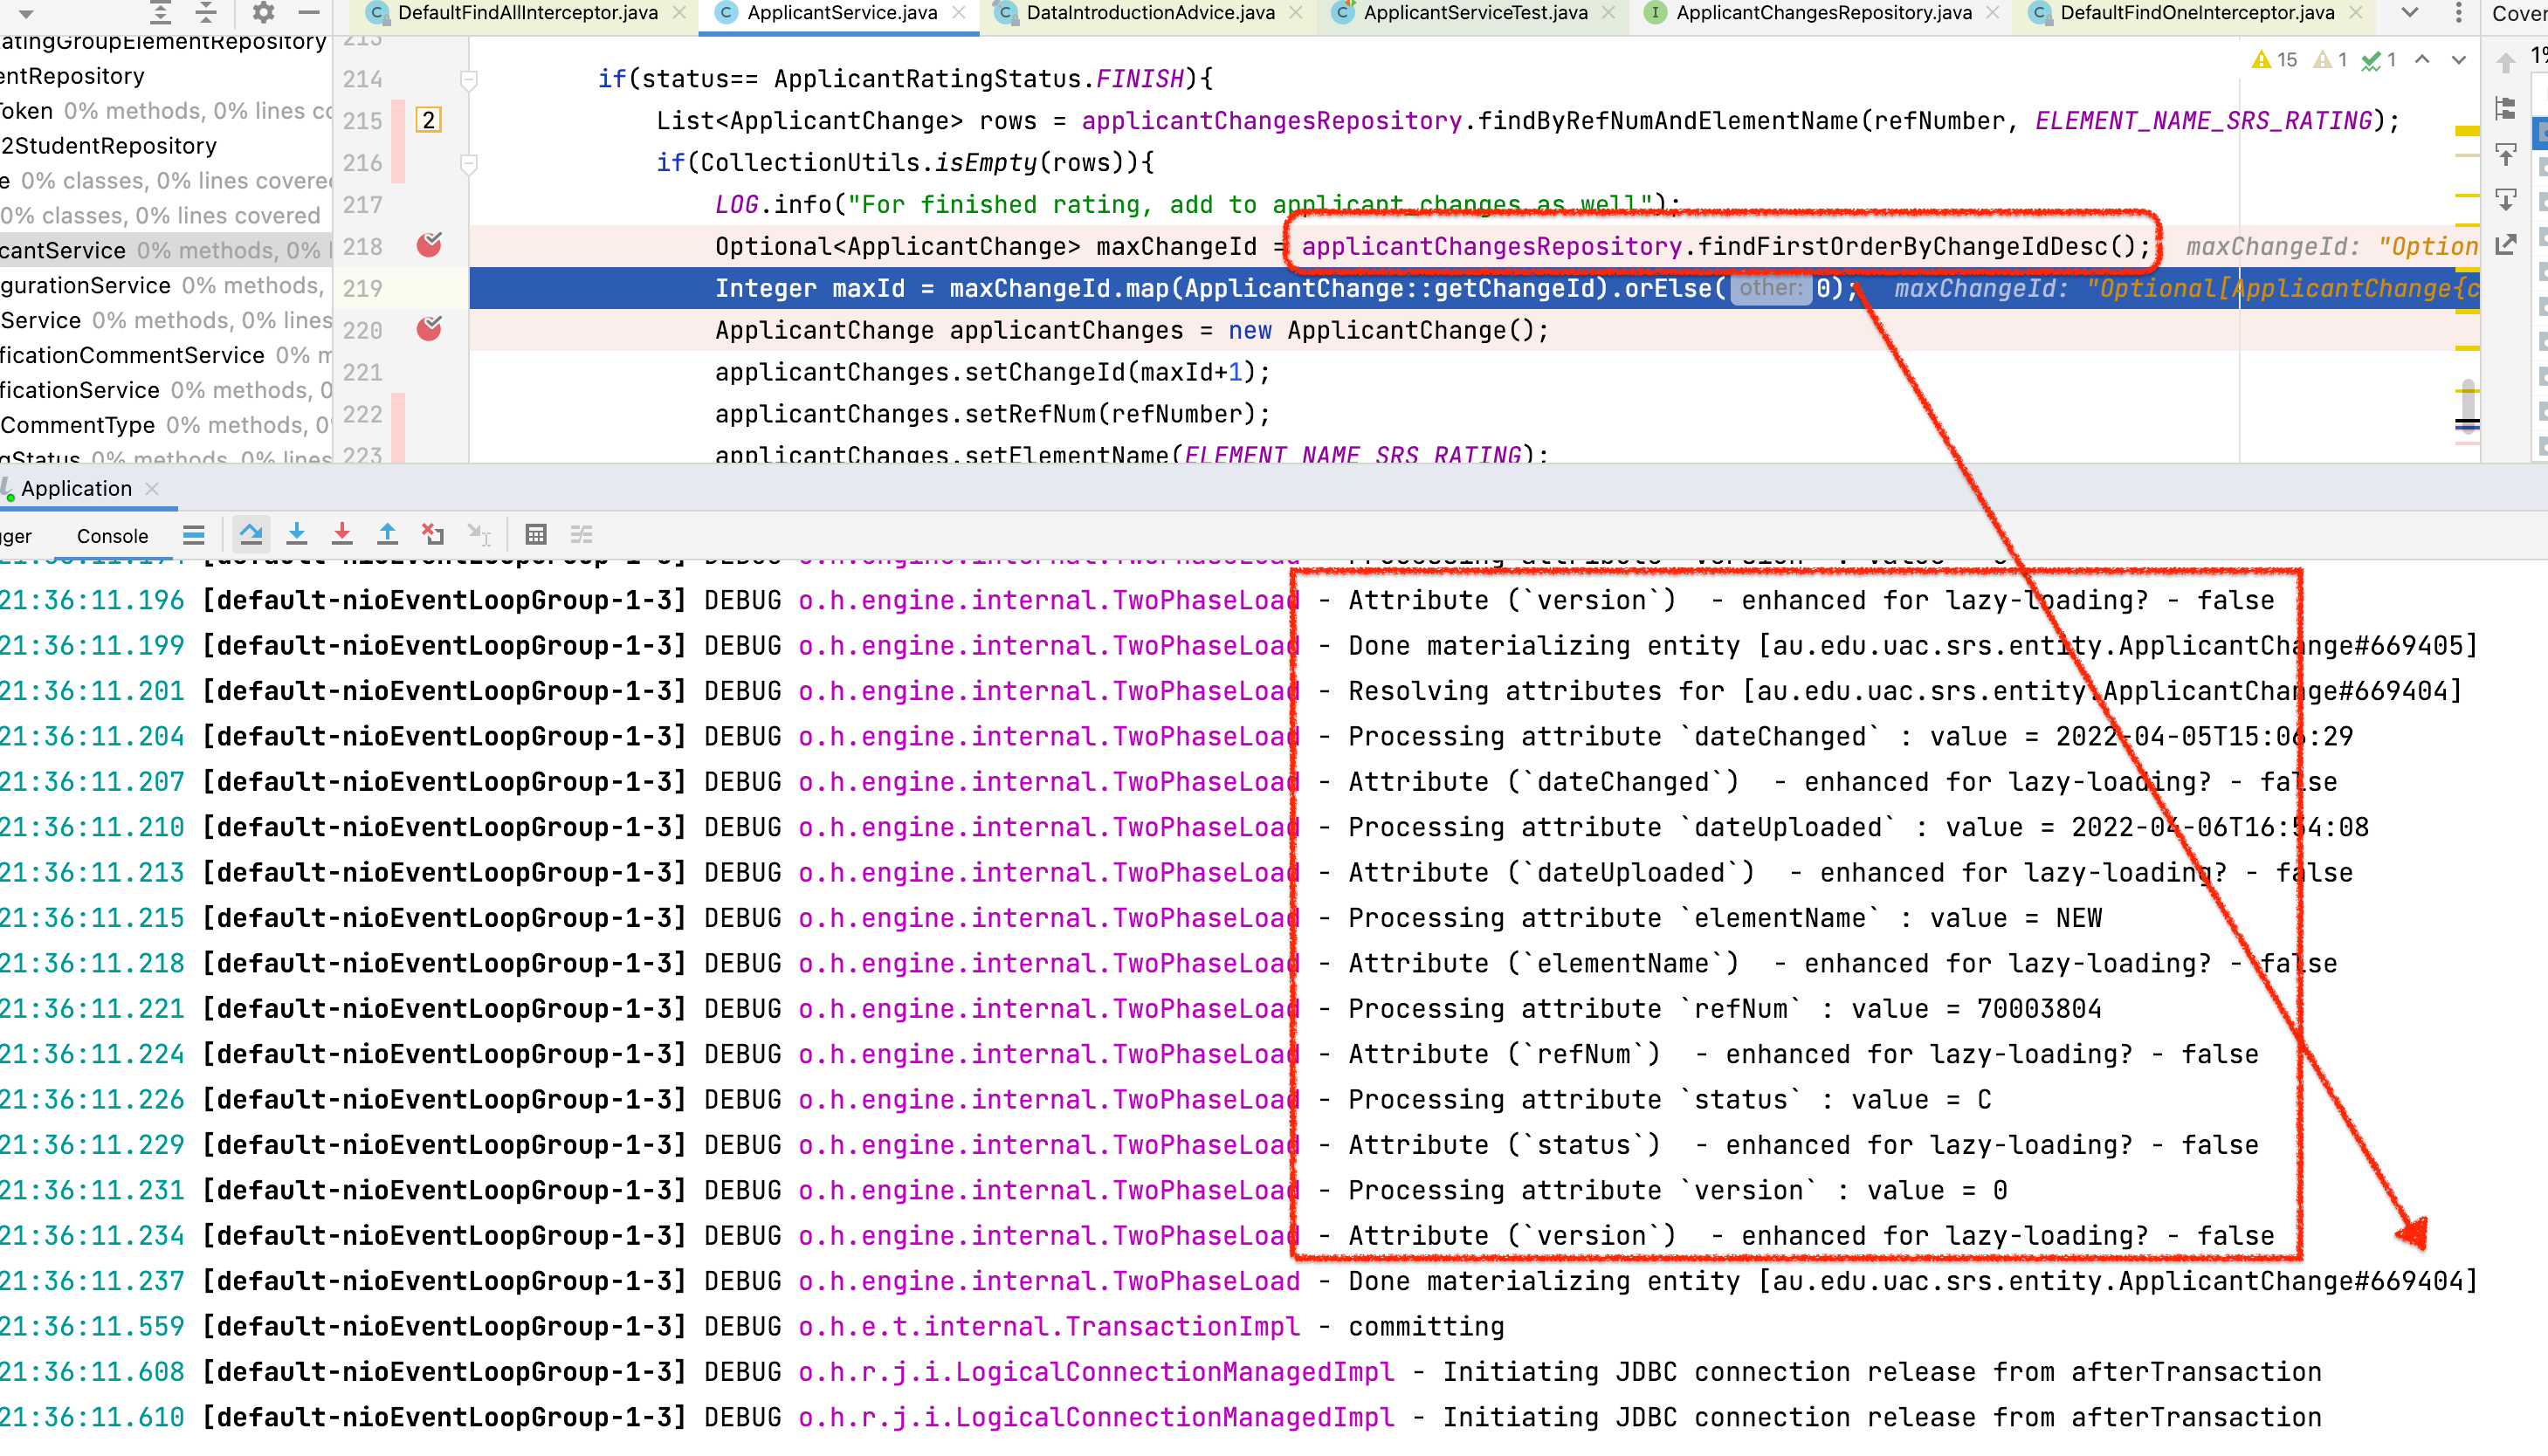 DefaultFindAllInterceptor.java
ApplicantService.java
DataIntroductionAdvice.java
ApplicantServiceTest.java
ApplicantChangesRepository.java
DefaultFindOneInterceptor.java
Cover
atingGroupElementRepository
entRepository
Token 0% methods, 0% lines co
2StudentRepository
e 0% classes, 0% lines covered
0% classes, 0% lines covered
cantService 0% methods, 0% l
gurationService 0% methods,
Service 0% methods, 0% lines
ficationCommentService 0% m
ficationService 0% methods, 0
CommentType 0% methods, 0%
gStatus 0% methods, 0% lines
15 1 1
1%
213
214 if(status== ApplicantRatingStatus.FINISH){
215 2 List<ApplicantChange> rows = applicantChangesRepository.findByRefNumAndElementName(refNumber, ELEMENT_NAME_SRS_RATING);
216 if(CollectionUtils.isEmpty(rows)){
217 LOG.info("For finished rating, add to applicant_changes as well");
218 Optional<ApplicantChange> maxChangeId = applicantChangesRepository.findFirstOrderByChangeIdDesc(); maxChangeId: "Option
219 Integer maxId = maxChangeId.map(ApplicantChange::getChangeId).orElse( other: 0); maxChangeId: "Optional[ApplicantChange{c
220 ApplicantChange applicantChanges = new ApplicantChange();
221 applicantChanges.setChangeId(maxId+1);
222 applicantChanges.setRefNum(refNumber);
223 applicantChanges.setElementName(ELEMENT_NAME_SRS_RATING);
Application
gger Console
21:36:11.194 [default-nioEventLoopGroup-1-3] DEBUG o.h.engine.internal.TwoPhaseLoad - Processing attribute `version` : value = 0
21:36:11.196 [default-nioEventLoopGroup-1-3] DEBUG o.h.engine.internal.TwoPhaseLoad - Attribute (`version`)  - enhanced for lazy-loading? - false
21:36:11.199 [default-nioEventLoopGroup-1-3] DEBUG o.h.engine.internal.TwoPhaseLoad - Done materializing entity [au.edu.uac.srs.entity.ApplicantChange#669405]
21:36:11.201 [default-nioEventLoopGroup-1-3] DEBUG o.h.engine.internal.TwoPhaseLoad - Resolving attributes for [au.edu.uac.srs.entity.ApplicantChange#669404]
21:36:11.204 [default-nioEventLoopGroup-1-3] DEBUG o.h.engine.internal.TwoPhaseLoad - Processing attribute `dateChanged` : value = 2022-04-05T15:06:29
21:36:11.207 [default-nioEventLoopGroup-1-3] DEBUG o.h.engine.internal.TwoPhaseLoad - Attribute (`dateChanged`)  - enhanced for lazy-loading? - false
21:36:11.210 [default-nioEventLoopGroup-1-3] DEBUG o.h.engine.internal.TwoPhaseLoad - Processing attribute `dateUploaded` : value = 2022-04-06T16:54:08
21:36:11.213 [default-nioEventLoopGroup-1-3] DEBUG o.h.engine.internal.TwoPhaseLoad - Attribute (`dateUploaded`)  - enhanced for lazy-loading? - false
21:36:11.215 [default-nioEventLoopGroup-1-3] DEBUG o.h.engine.internal.TwoPhaseLoad - Processing attribute `elementName` : value = NEW
21:36:11.218 [default-nioEventLoopGroup-1-3] DEBUG o.h.engine.internal.TwoPhaseLoad - Attribute (`elementName`)  - enhanced for lazy-loading? - false
21:36:11.221 [default-nioEventLoopGroup-1-3] DEBUG o.h.engine.internal.TwoPhaseLoad - Processing attribute `refNum` : value = 70003804
21:36:11.224 [default-nioEventLoopGroup-1-3] DEBUG o.h.engine.internal.TwoPhaseLoad - Attribute (`refNum`)  - enhanced for lazy-loading? - false
21:36:11.226 [default-nioEventLoopGroup-1-3] DEBUG o.h.engine.internal.TwoPhaseLoad - Processing attribute `status` : value = C
21:36:11.229 [default-nioEventLoopGroup-1-3] DEBUG o.h.engine.internal.TwoPhaseLoad - Attribute (`status`)  - enhanced for lazy-loading? - false
21:36:11.231 [default-nioEventLoopGroup-1-3] DEBUG o.h.engine.internal.TwoPhaseLoad - Processing attribute `version` : value = 0
21:36:11.234 [default-nioEventLoopGroup-1-3] DEBUG o.h.engine.internal.TwoPhaseLoad - Attribute (`version`)  - enhanced for lazy-loading? - false
21:36:11.237 [default-nioEventLoopGroup-1-3] DEBUG o.h.engine.internal.TwoPhaseLoad - Done materializing entity [au.edu.uac.srs.entity.ApplicantChange#669404]
21:36:11.559 [default-nioEventLoopGroup-1-3] DEBUG o.h.e.t.internal.TransactionImpl - committing
21:36:11.608 [default-nioEventLoopGroup-1-3] DEBUG o.h.r.j.i.LogicalConnectionManagedImpl - Initiating JDBC connection release from afterTransaction
21:36:11.610 [default-nioEventLoopGroup-1-3] DEBUG o.h.r.j.i.LogicalConnectionManagedImpl - Initiating JDBC connection release from afterTransaction